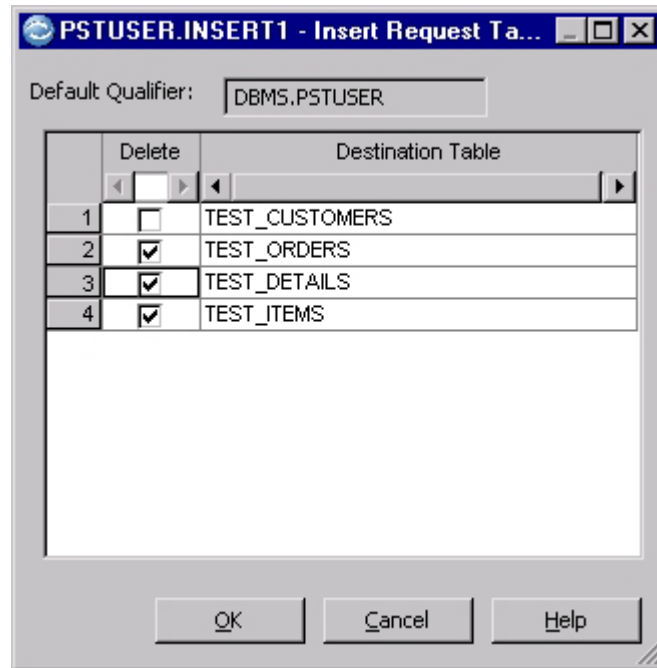 PSTUSER.INSERT1 - Insert Request Ta...
Default Qualifier: DBMS.PSTUSER
Delete Destination Table
1 TEST_CUSTOMERS
2 TEST_ORDERS
3 TEST_DETAILS
4 TEST_ITEMS
OK Cancel Help